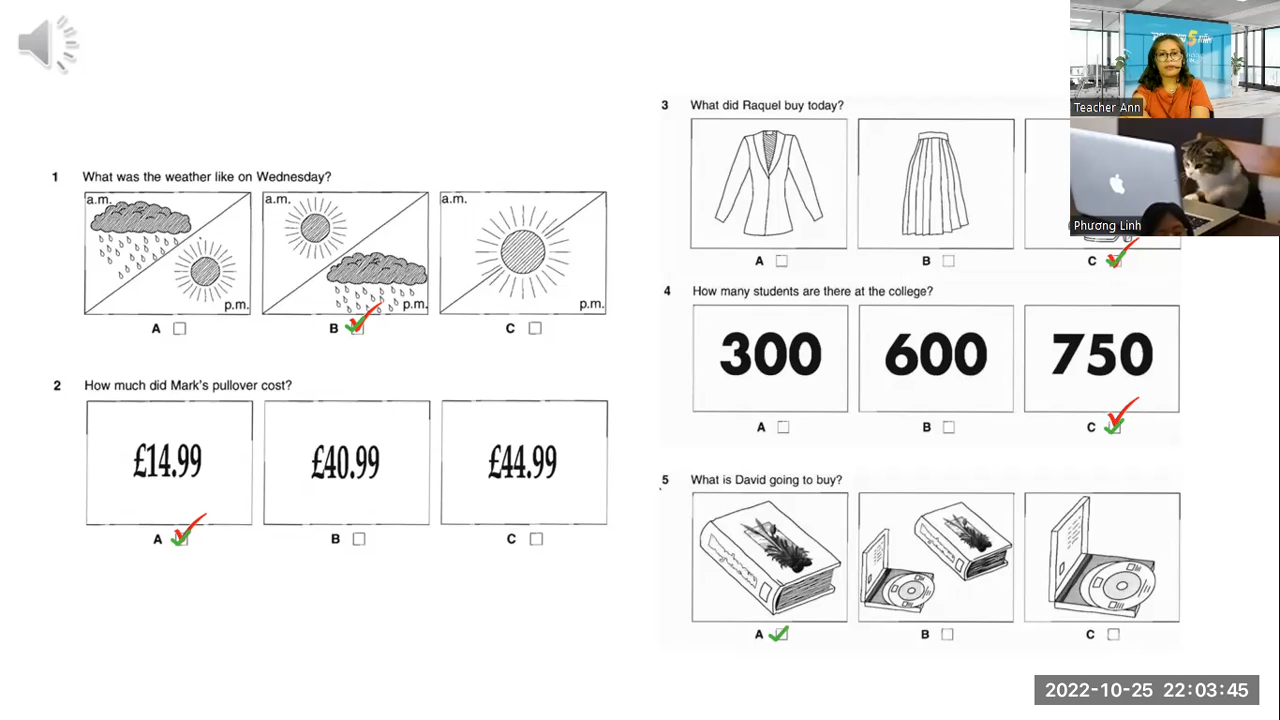 1 What was the weather like on Wednesday?
a.m.
p.m.
a.m.
p.m.
a.m.
p.m.
A
B
C
2 How much did Mark's pullover cost?
£14.99
£40.99
£44.99
A
B
C
3 What did Raquel buy today?
A
B
C
4 How many students are there at the college?
300
600
750
A
B
C
5 What is David going to buy?
A
B
C
Teacher Ann
Phương Linh
2022-10-25 22:03:45